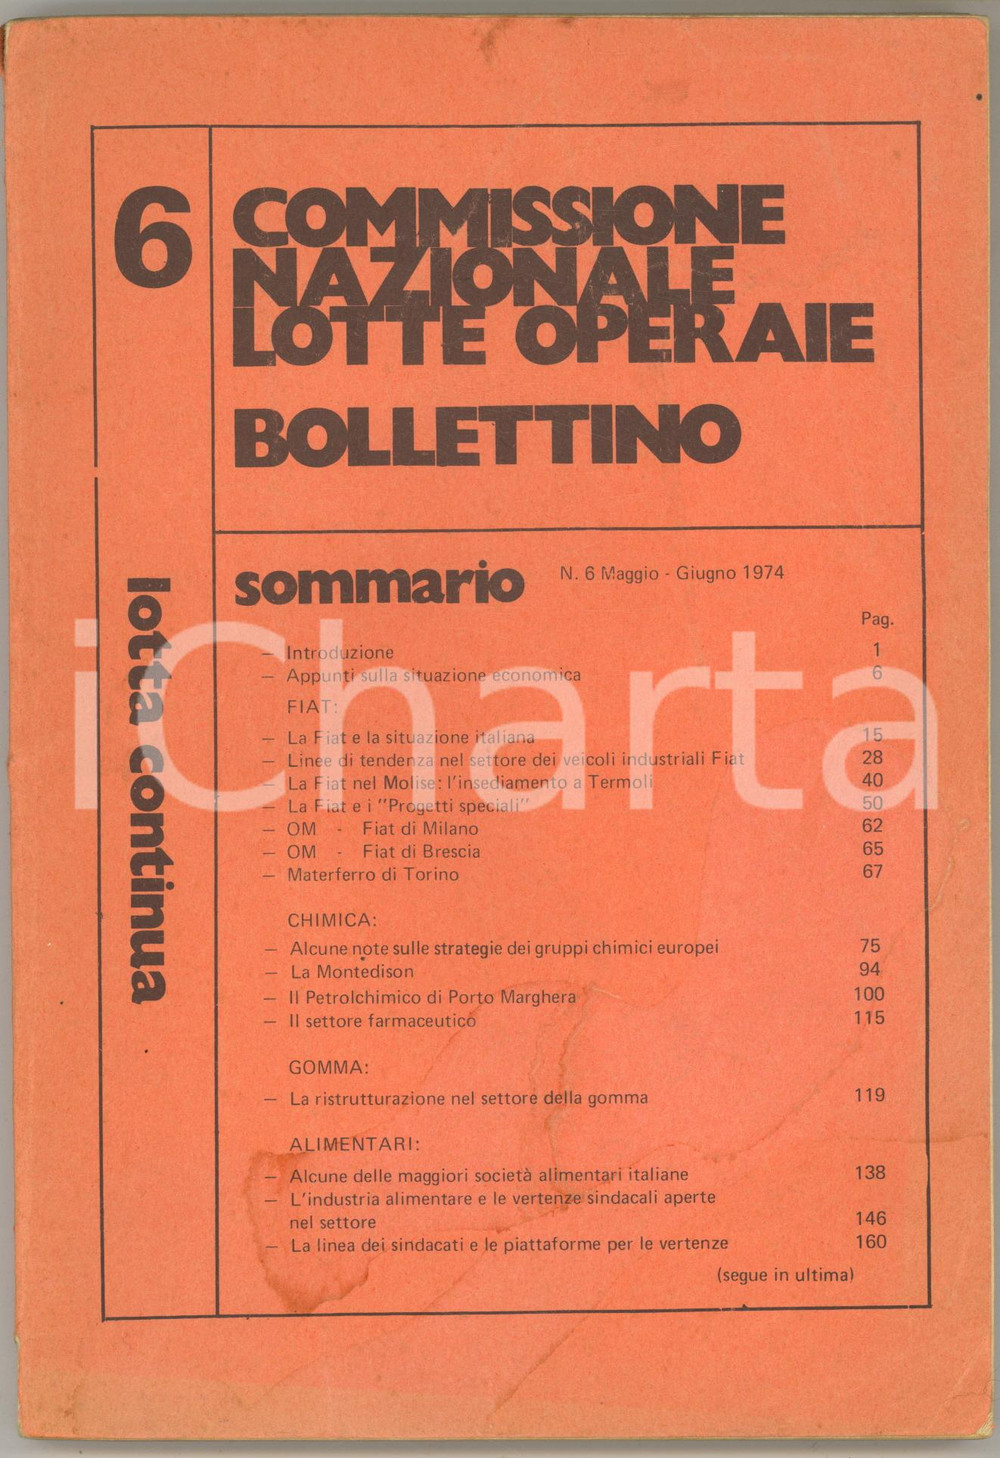 6
COMMISSIONE
NAZIONALE
LOTTE OPERAIE
BOLLETTINO
lotta continua
sommario N. 6 Maggio - Giugno 1974
Pag.
– Introduzione 1
– Appunti sulla situazione economica 6
FIAT:
– La Fiat e la situazione italiana 15
– Linee di tendenza nel settore dei veicoli industriali Fiat 28
– La Fiat nel Molise: l'insediamento a Termoli 40
– La Fiat e i "Progetti speciali" 50
– OM - Fiat di Milano 62
– OM - Fiat di Brescia 65
– Materferro di Torino 67
CHIMICA:
– Alcune note sulle strategie dei gruppi chimici europei 75
– La Montedison 94
– Il Petrolchimico di Porto Marghera 100
– Il settore farmaceutico 115
GOMMA:
– La ristrutturazione nel settore della gomma 119
ALIMENTARI:
– Alcune delle maggiori società alimentari italiane 138
– L'industria alimentare e le vertenze sindacali aperte
nel settore 146
– La linea dei sindacati e le piattaforme per le vertenze 160
(segue in ultima)
iCharta